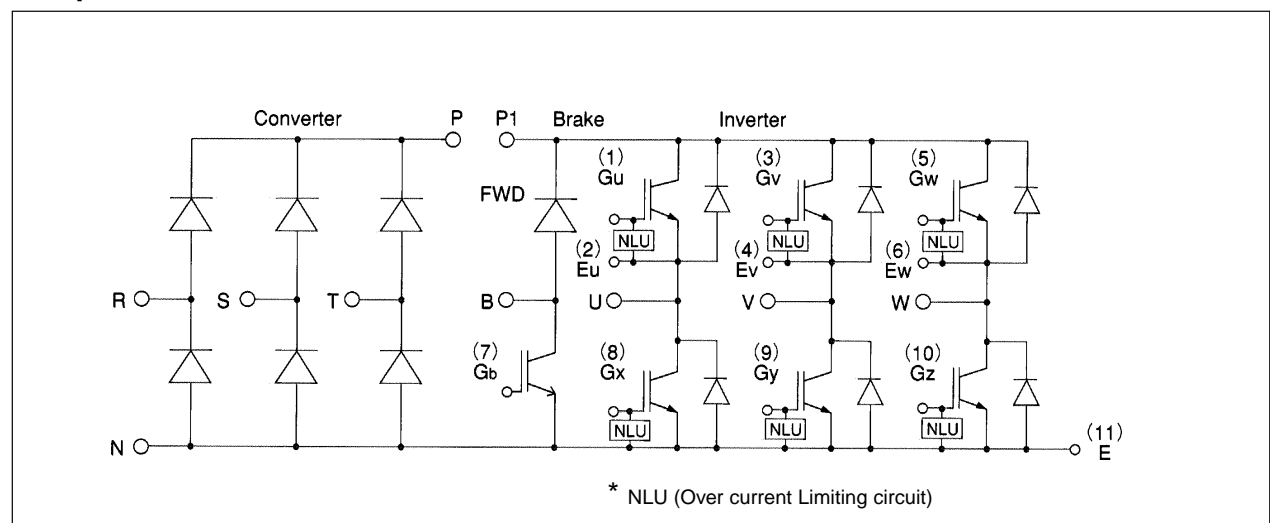 Converter P P1 Brake Inverter
(1) (3) (5)
Gu Gv Gw
FWD
NLU NLU NLU
(2) (4) (6)
Eu Ev Ew
R S T B U V W
(7) (8) (9) (10)
Gb Gx Gy Gz
NLU NLU NLU
N
(11)
E
* NLU (Over current Limiting circuit)